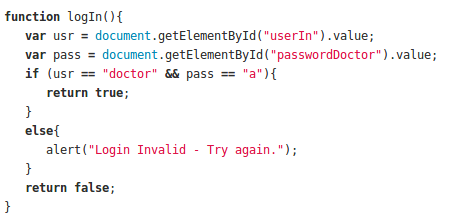 function logIn(){
   var usr = document.getElementById("userIn").value;
   var pass = document.getElementById("passwordDoctor").value;
   if (usr == "doctor" && pass == "a"){
      return true;
   }
   else{
      alert("Login Invalid - Try again.");
   }
   return false;
}